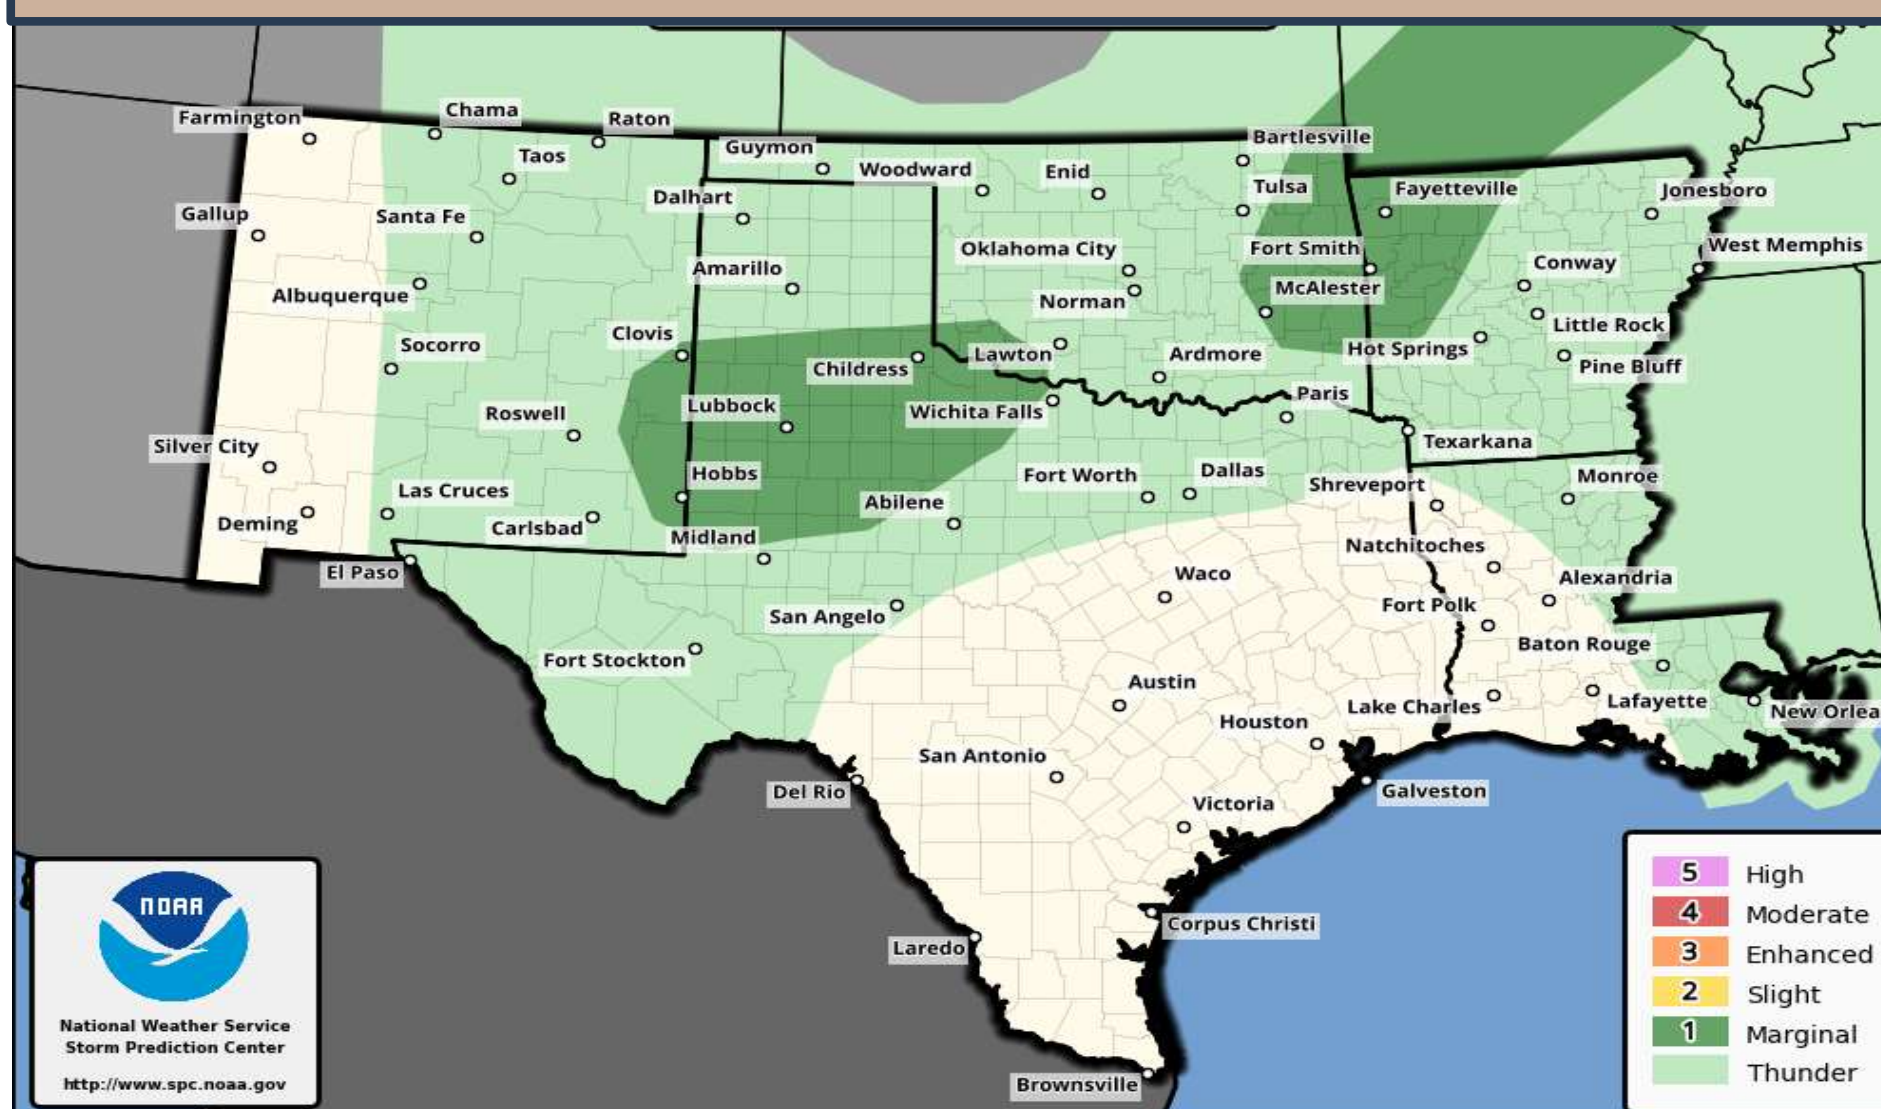 Farmington
Chama
Raton
Taos
Guymon
Woodward
Enid
Bartlesville
Tulsa
Fayetteville
Jonesboro
Gallup
Santa Fe
Dalhart
Oklahoma City
Fort Smith
West Memphis
Albuquerque
Amarillo
Norman
McAlester
Conway
Socorro
Clovis
Childress
Lawton
Ardmore
Hot Springs
Little Rock
Pine Bluff
Roswell
Lubbock
Wichita Falls
Paris
Silver City
Texarkana
Hobbs
Fort Worth
Dallas
Shreveport
Monroe
Las Cruces
Deming
Carlsbad
Midland
Abilene
Natchitoches
El Paso
Waco
Alexandria
San Angelo
Fort Polk
Fort Stockton
Baton Rouge
Austin
Houston
Lake Charles
Lafayette
New Orlea
San Antonio
Del Rio
Victoria
Galveston
Corpus Christi
Laredo
Brownsville
NOAA
National Weather Service
Storm Prediction Center
http://www.spc.noaa.gov
5 High
4 Moderate
3 Enhanced
2 Slight
1 Marginal
Thunder